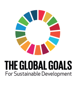 THE GLOBAL GOALS
For Sustainable Development